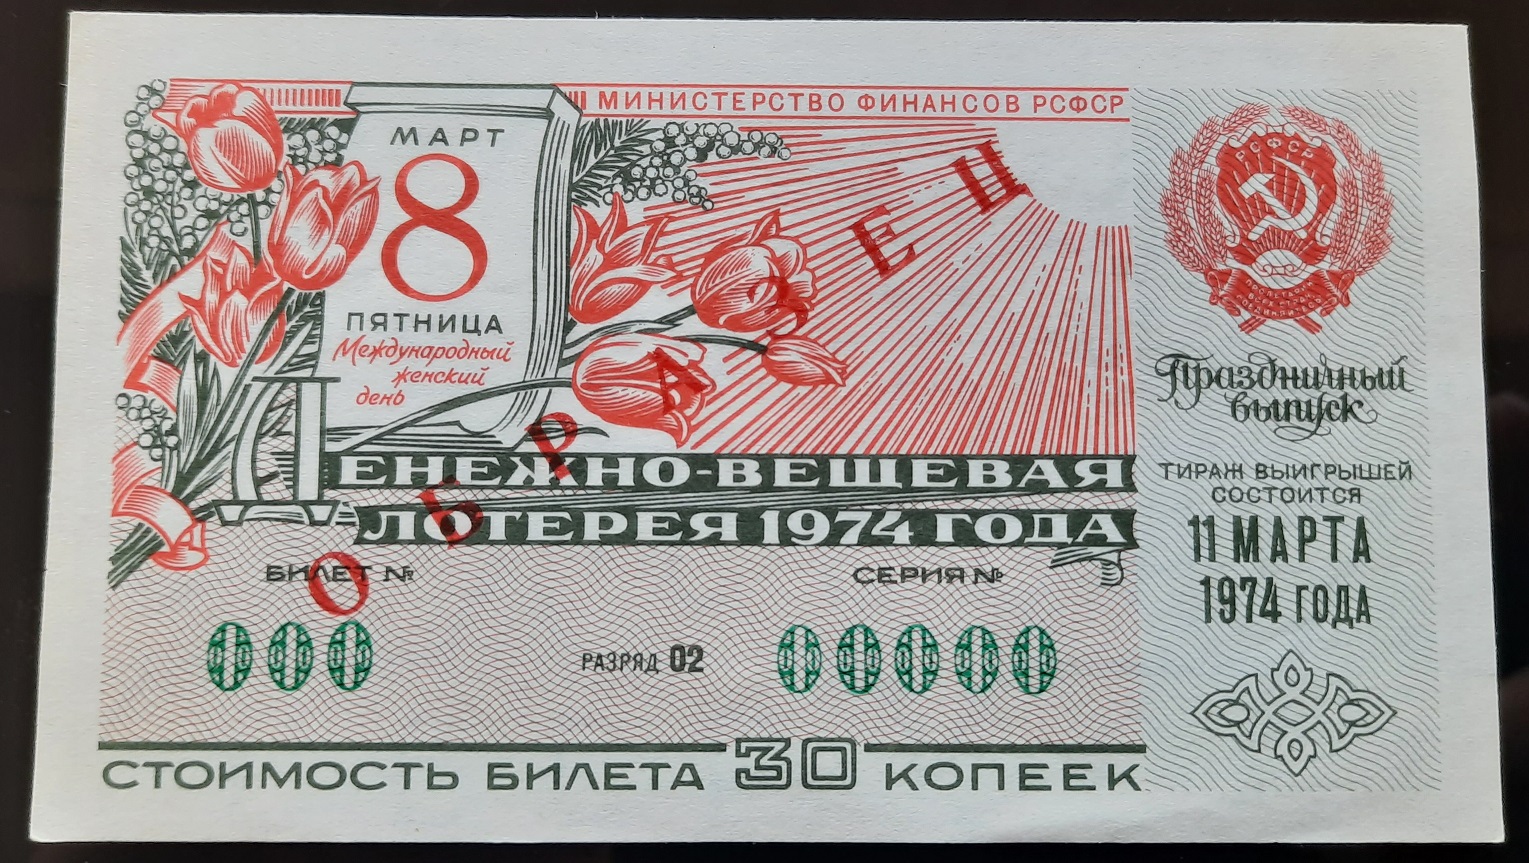 МИНИСТЕРСТВО ФИНАНСОВ РСФСР
МАРТ
8
ПЯТНИЦА
Международный
женский
день
ОБРАЗЕЦ
ДЕНЕЖНО-ВЕЩЕВАЯ
ЛОТЕРЕЯ 1974 ГОДА
БИЛЕТ №
СЕРИЯ №
000
РАЗРЯД 02
00000
СТОИМОСТЬ БИЛЕТА 30 КОПЕЕК
РСФСР
Праздничный
выпуск
ТИРАЖ ВЫИГРЫШЕЙ
СОСТОИТСЯ
11 МАРТА
1974 ГОДА